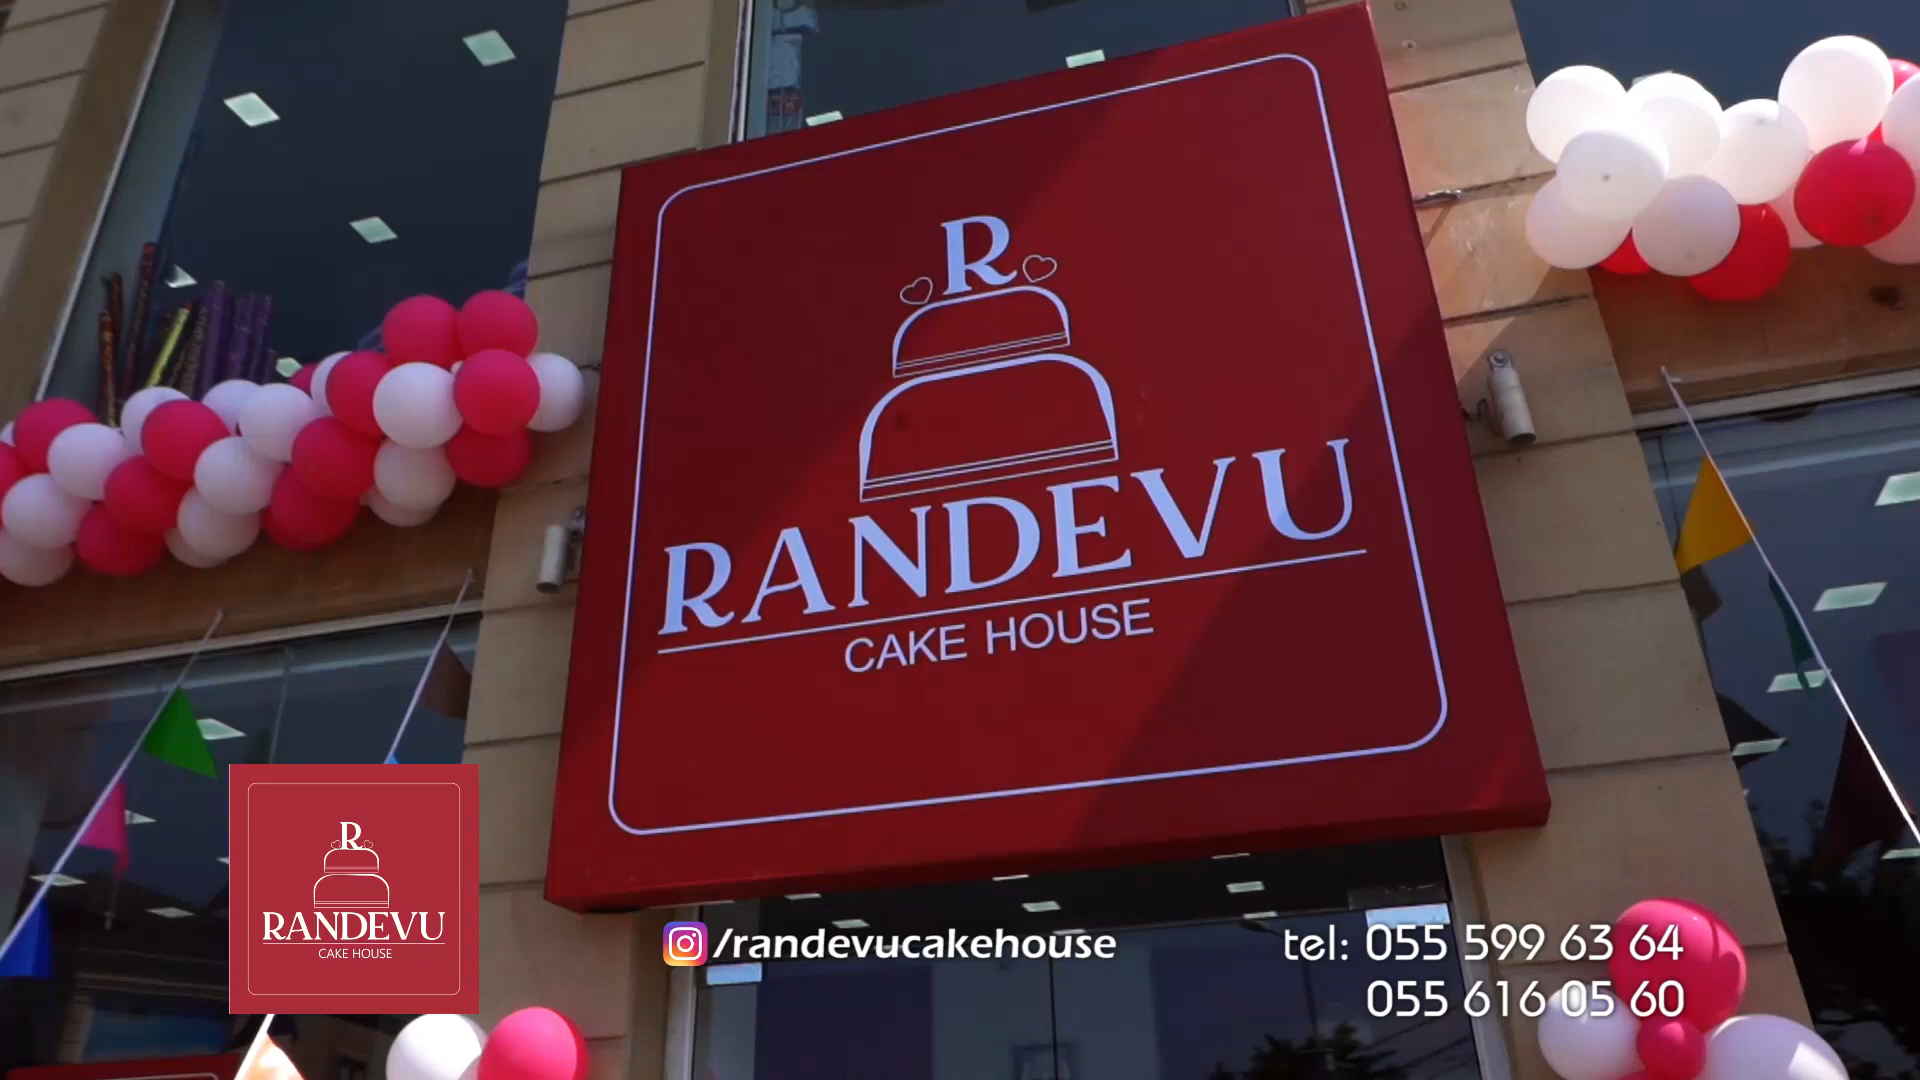 R
RANDEVU
CAKE HOUSE
R
RANDEVU
CAKE HOUSE
/randevucakehouse
tel: 055 599 63 64
055 616 05 60